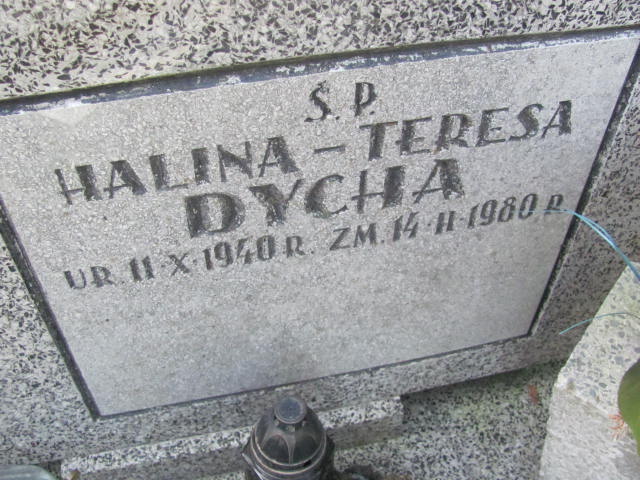 Ś.P.
HALINA – TERESA
DYCHA
UR. 11·X·1940 R. ZM. 14·II·1980 R.